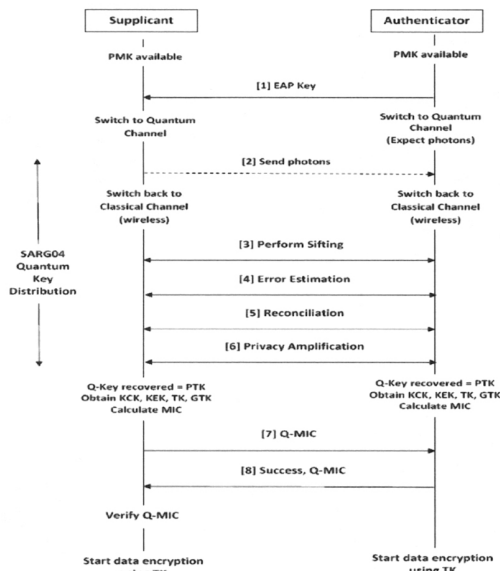 Supplicant
Authenticator
PMK available
PMK available
[1] EAP Key
Switch to Quantum
Channel
Switch to Quantum
Channel
(Expect photons)
[2] Send photons
Switch back to
Classical Channel
(wireless)
Switch back to
Classical Channel
(wireless)
SARG04
Quantum
Key
Distribution
[3] Perform Sifting
[4] Error Estimation
[5] Reconciliation
[6] Privacy Amplification
Q-Key recovered = PTK
Obtain KCK, KEK, TK, GTK
Calculate MIC
Q-Key recovered = PTK
Obtain KCK, KEK, TK, GTK
Calculate MIC
[7] Q-MIC
[8] Success, Q-MIC
Verify Q-MIC
Start data encryption
Start data encryption
using TK